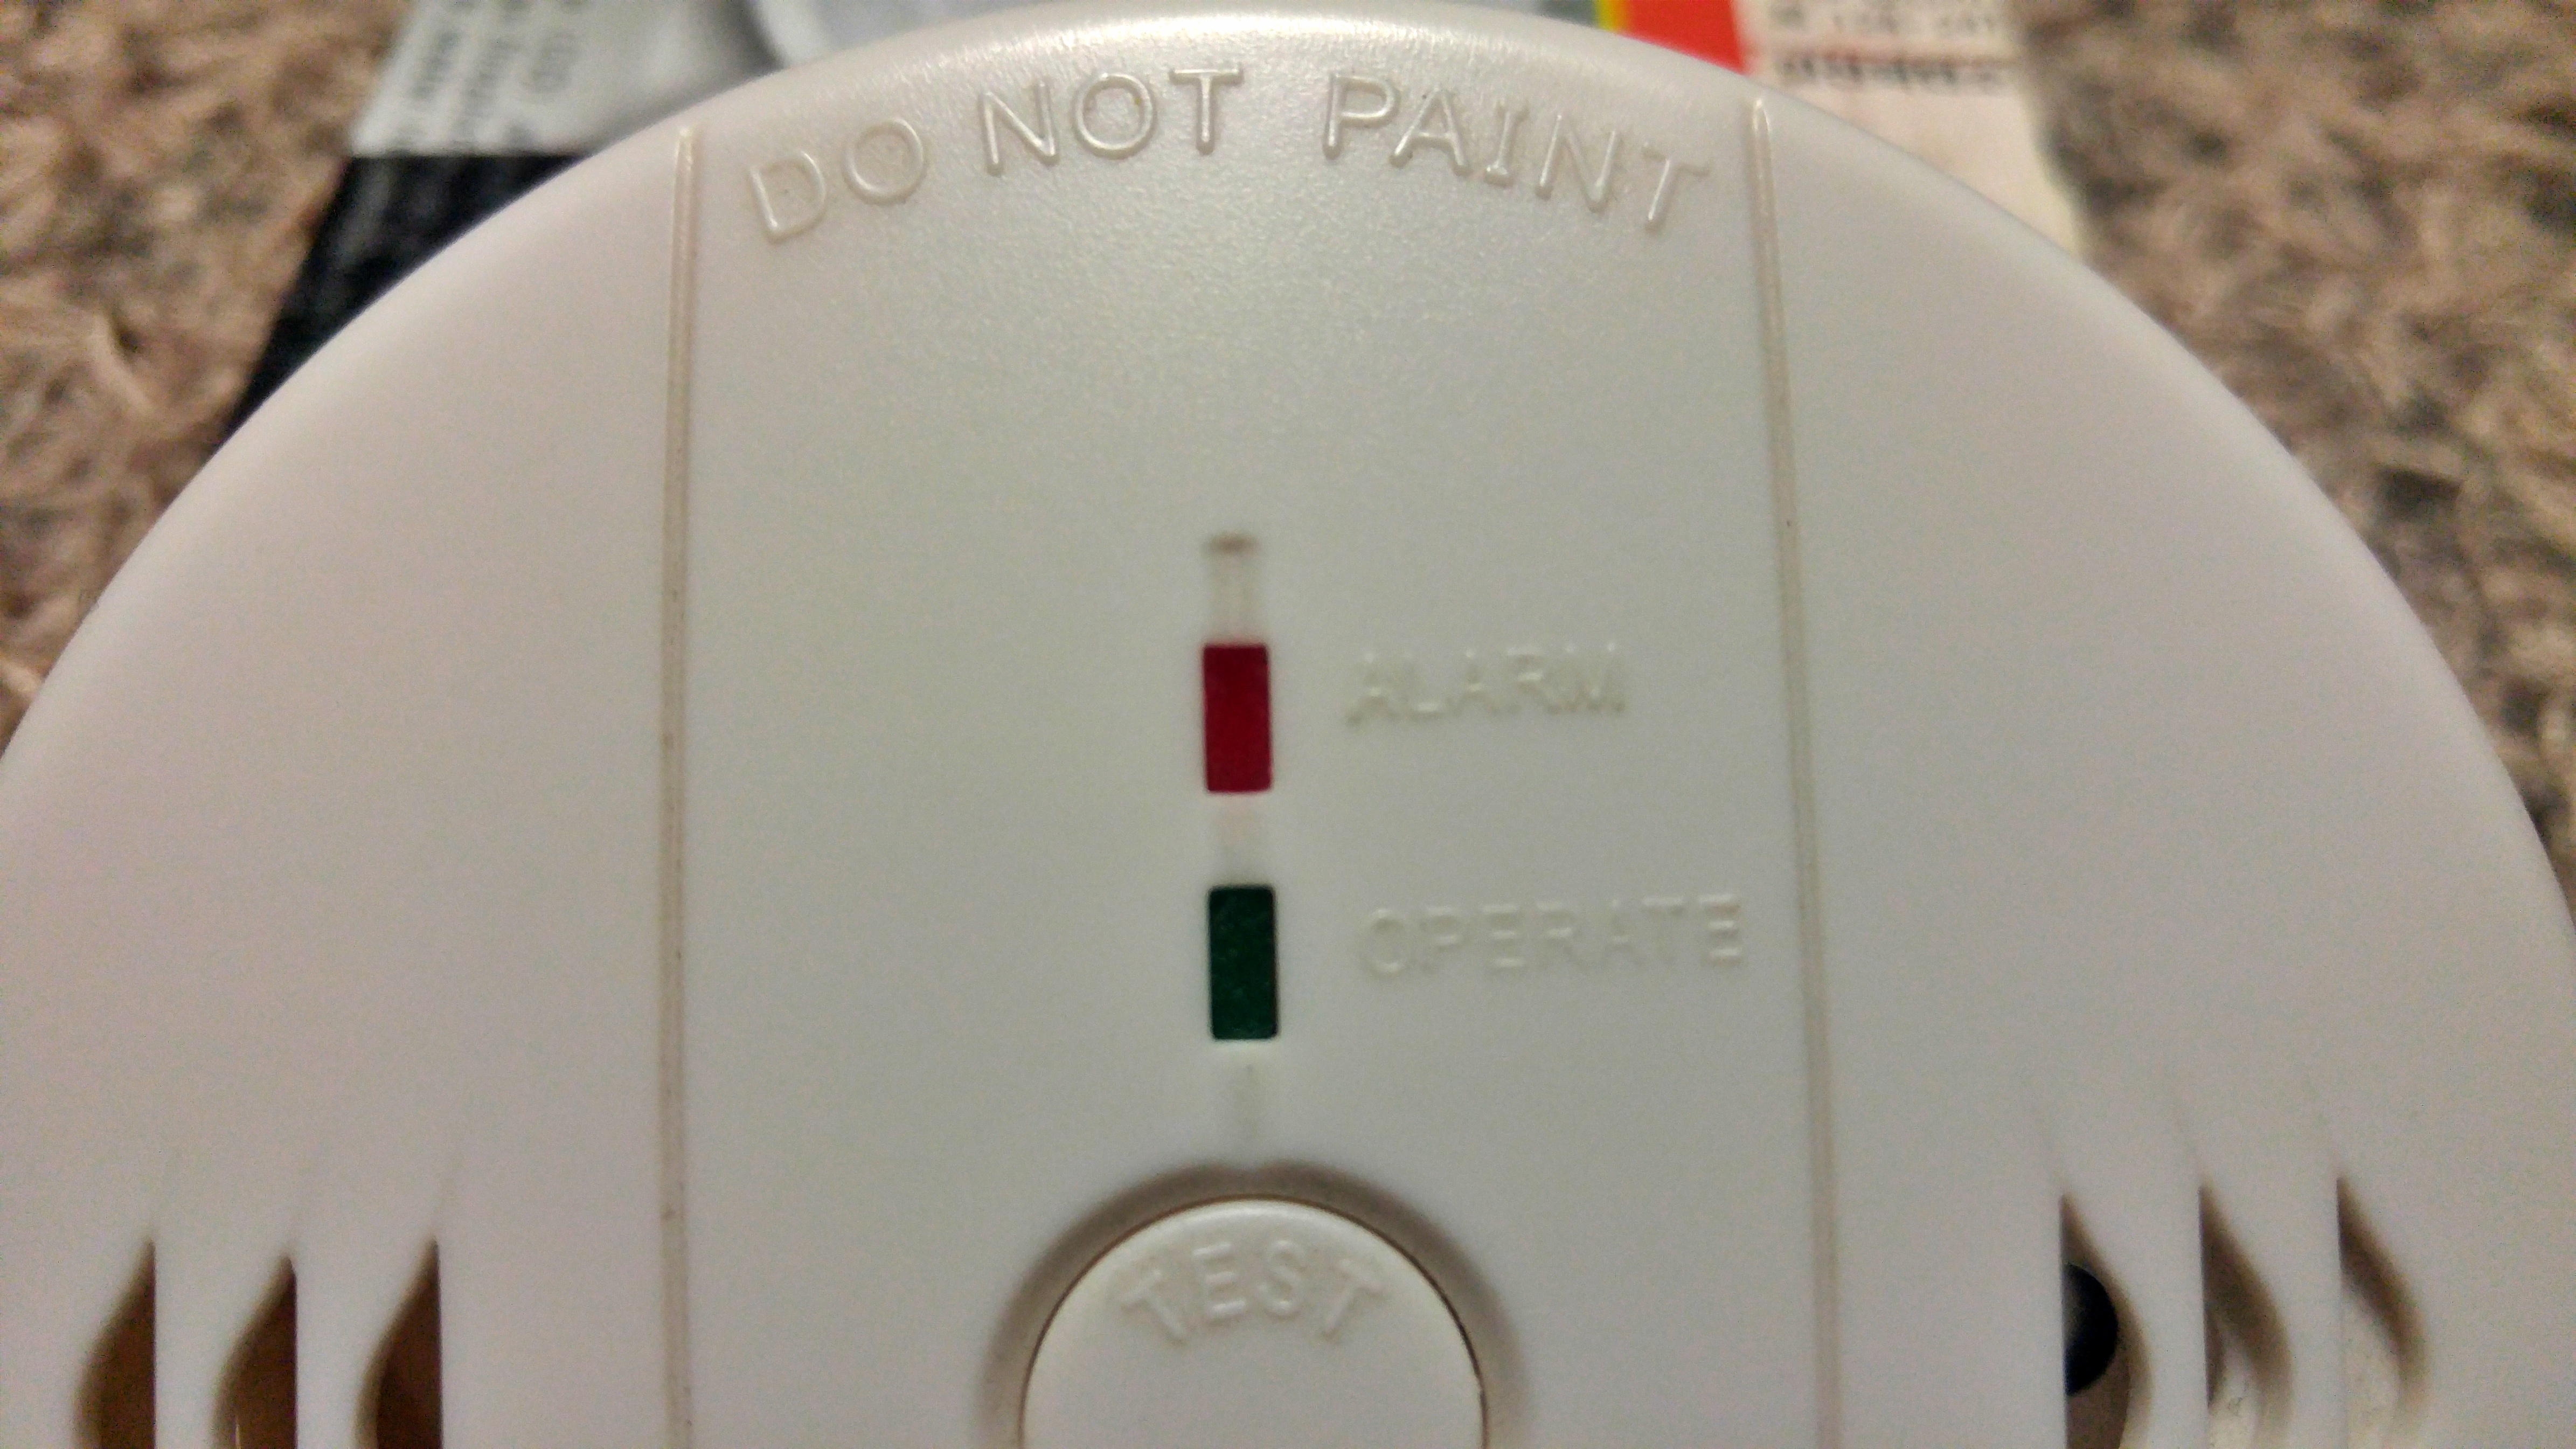 DO NOT PAINT
ALARM
OPERATE
TEST